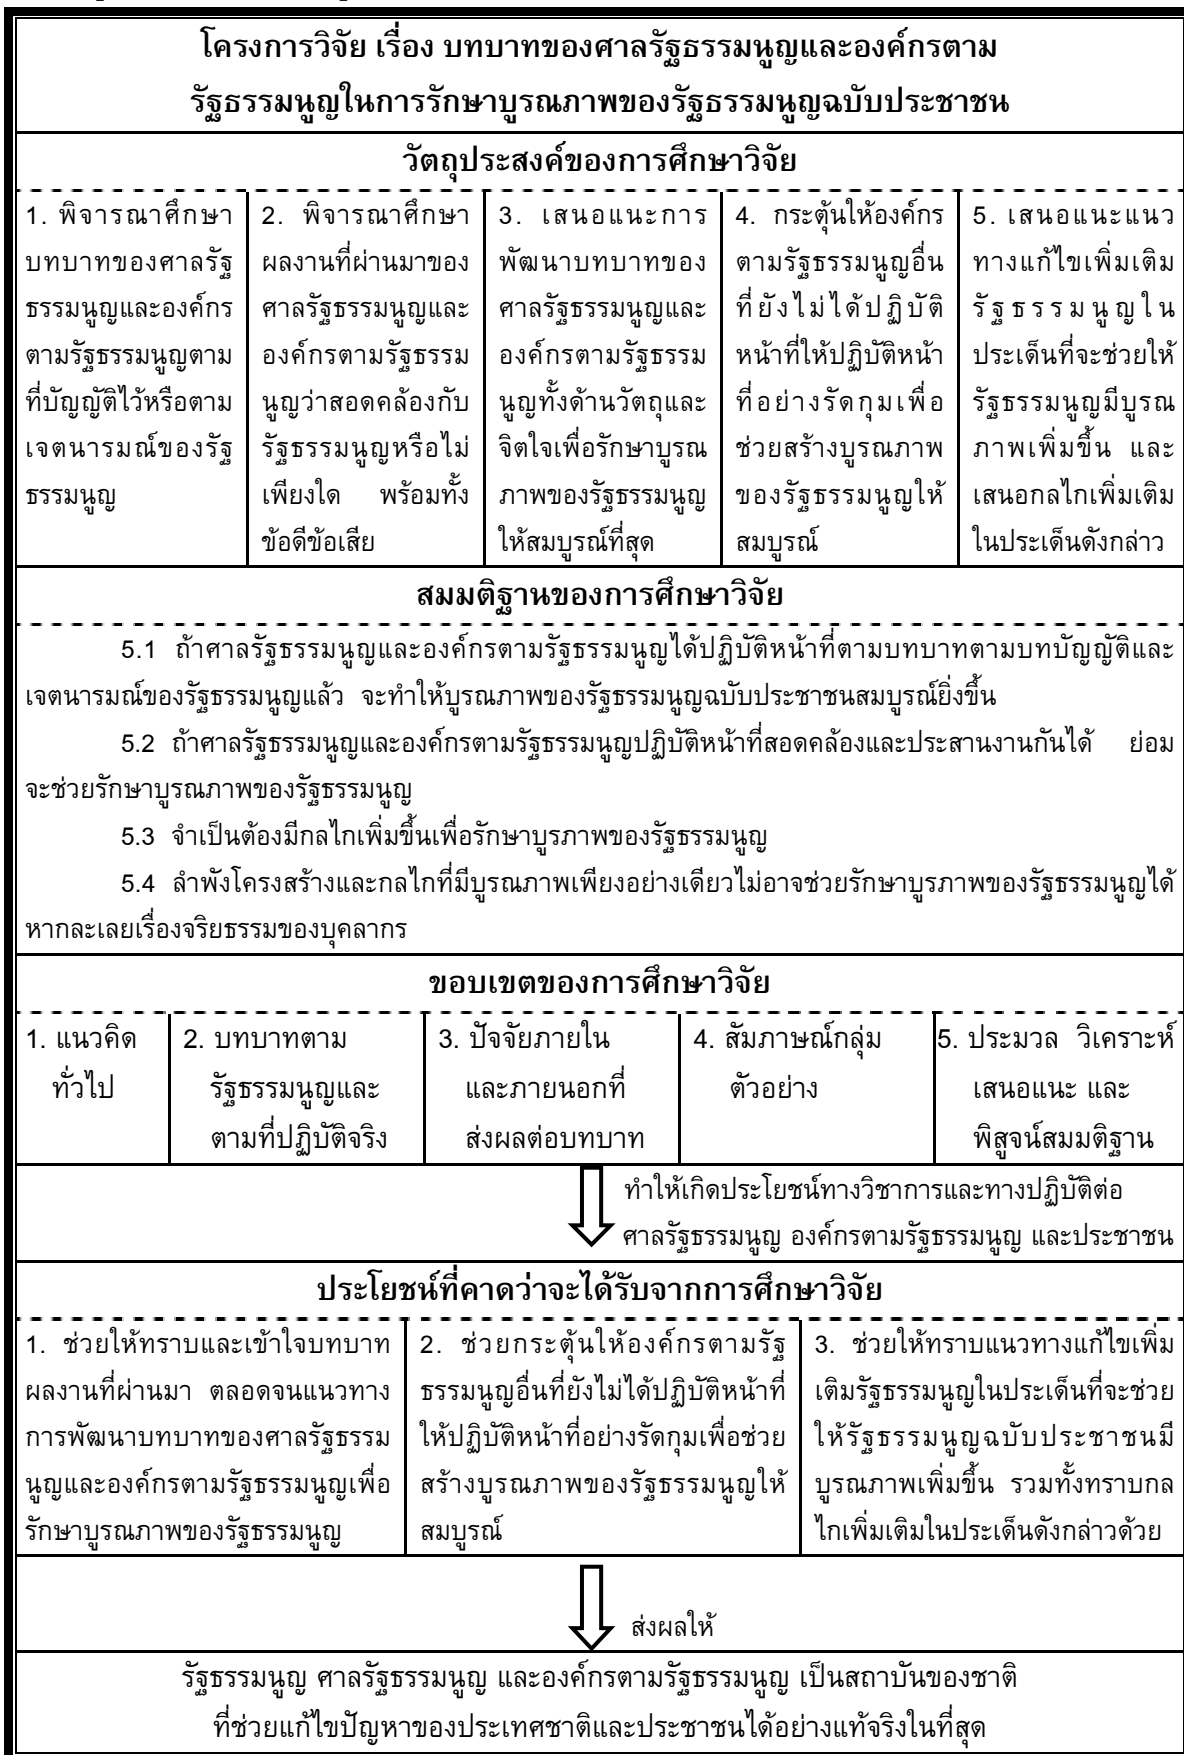 โครงการวิจัย เรื่อง บทบาทของศาลรัฐธรรมนูญและองค์กรตาม
รัฐธรรมนูญในการรักษาบูรณภาพของรัฐธรรมนูญฉบับประชาชน
วัตถุประสงค์ของการศึกษาวิจัย
1. พิจารณาศึกษา
บทบาทของศาลรัฐ
ธรรมนูญและองค์กร
ตามรัฐธรรมนูญตาม
ที่บัญญัติไว้หรือตาม
เจตนารมณ์ของรัฐ
ธรรมนูญ
2. พิจารณาศึกษา
ผลงานที่ผ่านมาของ
ศาลรัฐธรรมนูญและ
องค์กรตามรัฐธรรม
นูญว่าสอดคล้องกับ
รัฐธรรมนูญหรือไม่
เพียงใด พร้อมทั้ง
ข้อดีข้อเสีย
3. เสนอแนะการ
พัฒนาบทบาทของ
ศาลรัฐธรรมนูญและ
องค์กรตามรัฐธรรม
นูญทั้งด้านวัตถุและ
จิตใจเพื่อรักษาบูรณ
ภาพของรัฐธรรมนูญ
ให้สมบูรณ์ที่สุด
4. กระตุ้นให้องค์กร
ตามรัฐธรรมนูญอื่น
ที่ยังไม่ได้ปฏิบัติ
หน้าที่ให้ปฏิบัติหน้า
ที่อย่างรัดกุมเพื่อ
ช่วยสร้างบูรณภาพ
ของรัฐธรรมนูญให้
สมบูรณ์
5. เสนอแนะแนว
ทางแก้ไขเพิ่มเติม
รัฐธรรมนูญใน
ประเด็นที่จะช่วยให้
รัฐธรรมนูญมีบูรณ
ภาพเพิ่มขึ้น และ
เสนอกลไกเพิ่มเติม
ในประเด็นดังกล่าว
สมมติฐานของการศึกษาวิจัย
5.1 ถ้าศาลรัฐธรรมนูญและองค์กรตามรัฐธรรมนูญได้ปฏิบัติหน้าที่ตามบทบาทตามบทบัญญัติและ
เจตนารมณ์ของรัฐธรรมนูญแล้ว จะทำให้บูรณภาพของรัฐธรรมนูญฉบับประชาชนสมบูรณ์ยิ่งขึ้น
5.2 ถ้าศาลรัฐธรรมนูญและองค์กรตามรัฐธรรมนูญปฏิบัติหน้าที่สอดคล้องและประสานงานกันได้ ย่อม
จะช่วยรักษาบูรณภาพของรัฐธรรมนูญ
5.3 จำเป็นต้องมีกลไกเพิ่มขึ้นเพื่อรักษาบูรภาพของรัฐธรรมนูญ
5.4 ลำพังโครงสร้างและกลไกที่มีบูรณภาพเพียงอย่างเดียวไม่อาจช่วยรักษาบูรภาพของรัฐธรรมนูญได้
หากละเลยเรื่องจริยธรรมของบุคลากร
ขอบเขตของการศึกษาวิจัย
1. แนวคิด
ทั่วไป
2. บทบาทตาม
รัฐธรรมนูญและ
ตามที่ปฏิบัติจริง
3. ปัจจัยภายใน
และภายนอกที่
ส่งผลต่อบทบาท
4. สัมภาษณ์กลุ่ม
ตัวอย่าง
5. ประมวล วิเคราะห์
เสนอแนะ และ
พิสูจน์สมมติฐาน
ทำให้เกิดประโยชน์ทางวิชาการและทางปฏิบัติต่อ
ศาลรัฐธรรมนูญ องค์กรตามรัฐธรรมนูญ และประชาชน
ประโยชน์ที่คาดว่าจะได้รับจากการศึกษาวิจัย
1. ช่วยให้ทราบและเข้าใจบทบาท
ผลงานที่ผ่านมา ตลอดจนแนวทาง
การพัฒนาบทบาทของศาลรัฐธรรม
นูญและองค์กรตามรัฐธรรมนูญเพื่อ
รักษาบูรณภาพของรัฐธรรมนูญ
2. ช่วยกระตุ้นให้องค์กรตามรัฐ
ธรรมนูญอื่นที่ยังไม่ได้ปฏิบัติหน้าที่
ให้ปฏิบัติหน้าที่อย่างรัดกุมเพื่อช่วย
สร้างบูรณภาพของรัฐธรรมนูญให้
สมบูรณ์
3. ช่วยให้ทราบแนวทางแก้ไขเพิ่ม
เติมรัฐธรรมนูญในประเด็นที่จะช่วย
ให้รัฐธรรมนูญฉบับประชาชนมี
บูรณภาพเพิ่มขึ้น รวมทั้งทราบกล
ไกเพิ่มเติมในประเด็นดังกล่าวด้วย
ส่งผลให้
รัฐธรรมนูญ ศาลรัฐธรรมนูญ และองค์กรตามรัฐธรรมนูญ เป็นสถาบันของชาติ
ที่ช่วยแก้ไขปัญหาของประเทศชาติและประชาชนได้อย่างแท้จริงในที่สุด